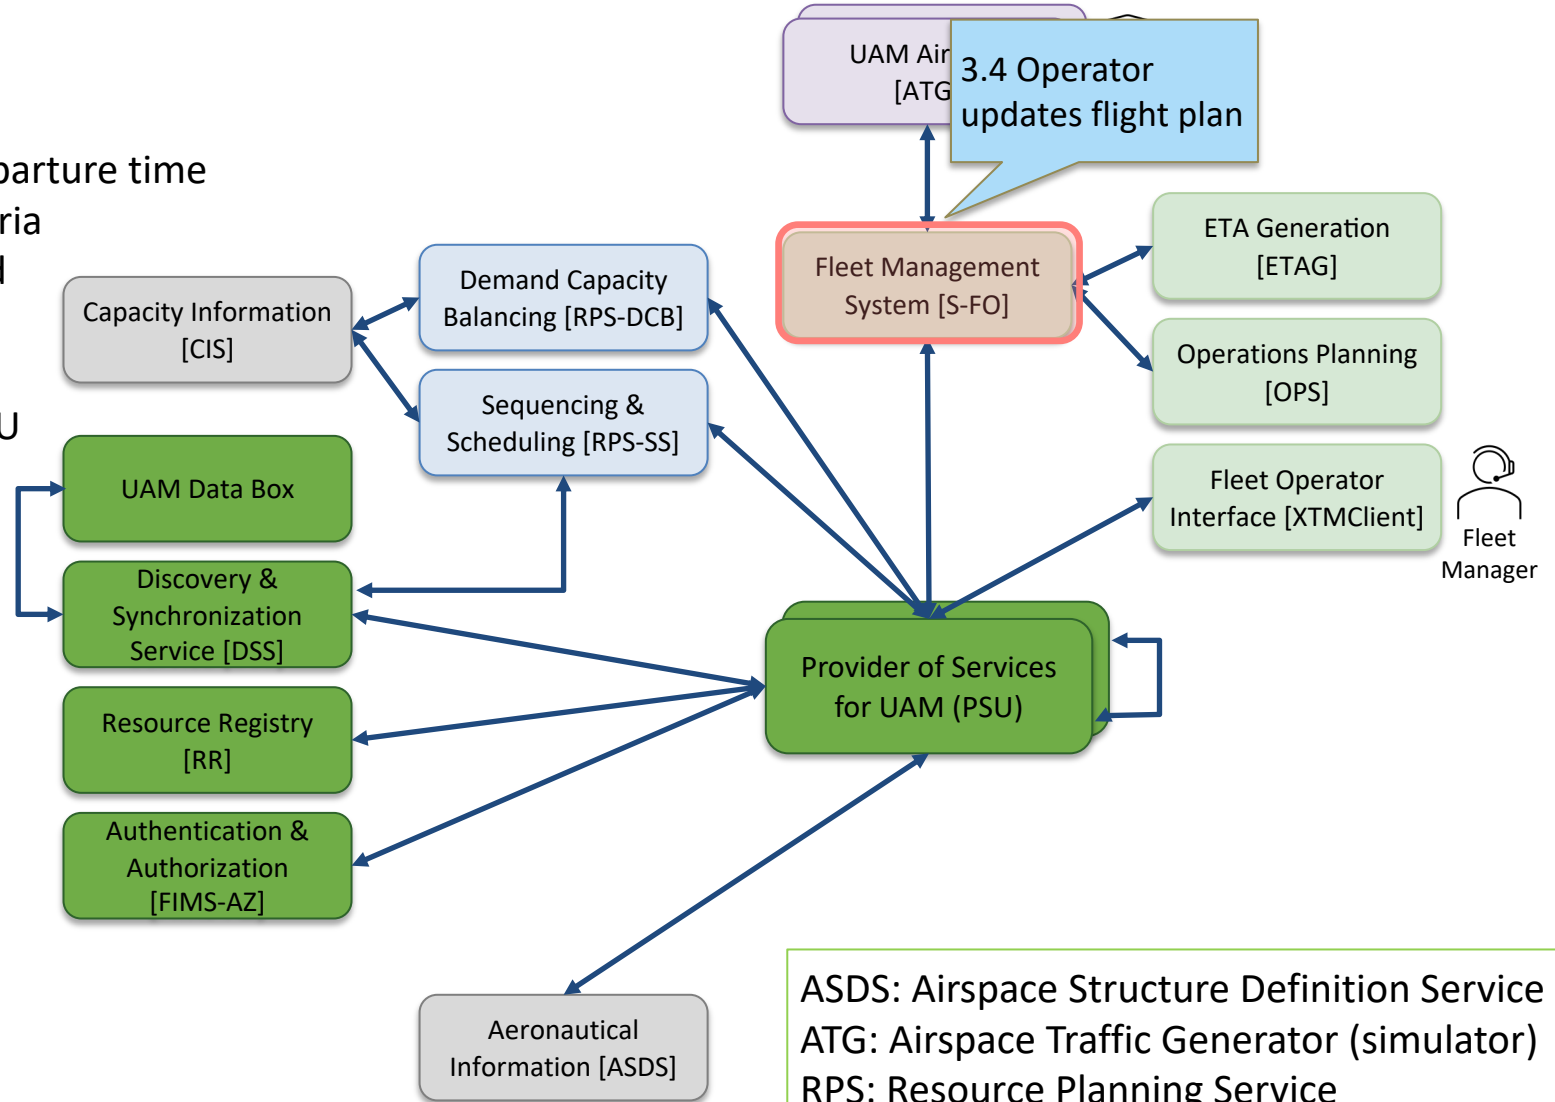 UAM Air
[ATG
3.4 Operator
updates flight plan
parture time
ria
ETA Generation
[ETAG]
Fleet Management
System [S-FO]
Demand Capacity
Balancing [RPS-DCB]
Capacity Information
[CIS]
Operations Planning
[OPS]
Sequencing &
Scheduling [RPS-SS]
U
UAM Data Box
Fleet Operator
Interface [XTMClient]
Fleet
Manager
Discovery &
Synchronization
Service [DSS]
Provider of Services
for UAM (PSU)
Resource Registry
[RR]
Authentication &
Authorization
[FIMS-AZ]
Aeronautical
Information [ASDS]
ASDS: Airspace Structure Definition Service
ATG: Airspace Traffic Generator (simulator)
RPS: Resource Planning Service